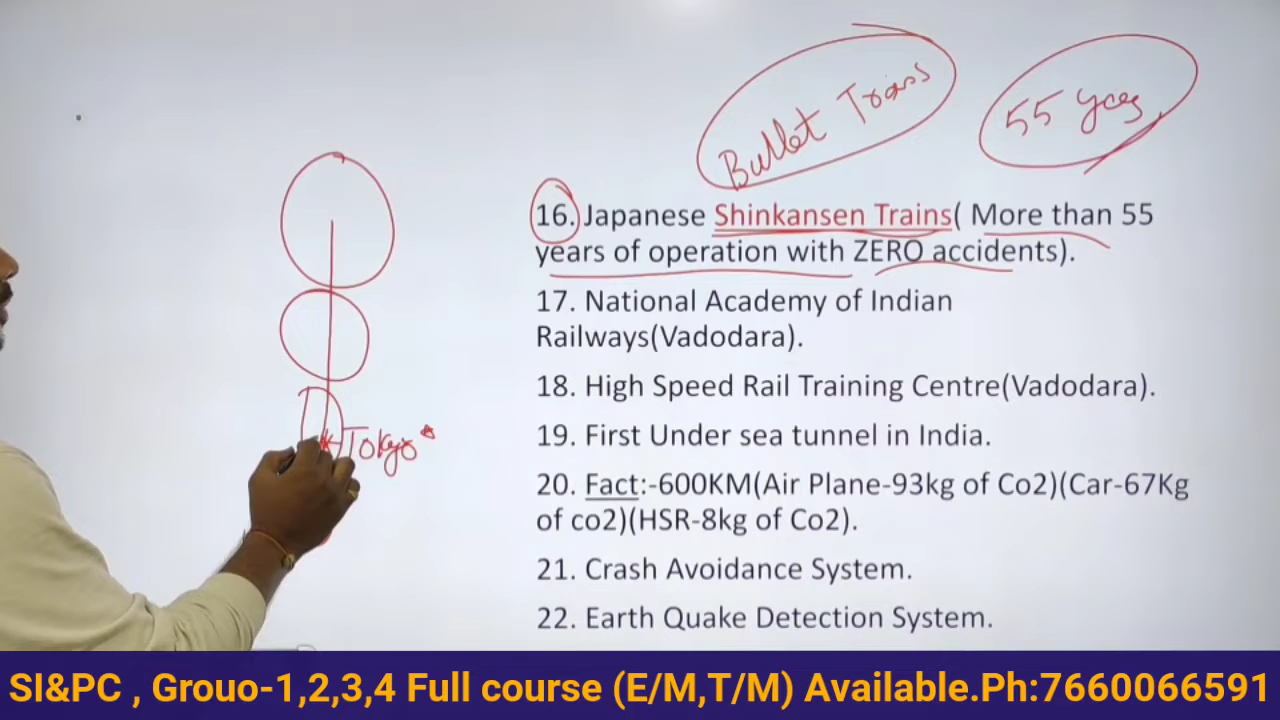 Bullet Trains
55 years
16. Japanese Shinkansen Trains( More than 55
years of operation with ZERO accidents).
17. National Academy of Indian
Railways(Vadodara).
18. High Speed Rail Training Centre(Vadodara).
Tokyo
19. First Under sea tunnel in India.
20. Fact:-600KM(Air Plane-93kg of Co2)(Car-67Kg
of co2)(HSR-8kg of Co2).
21. Crash Avoidance System.
22. Earth Quake Detection System.
SI&PC , Grouo-1,2,3,4 Full course (E/M,T/M) Available.Ph:7660066591